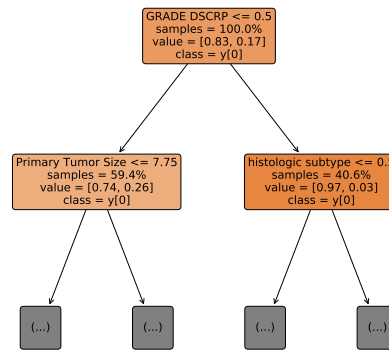 GRADE DSCRP <= 0.5
samples = 100.0%
value = [0.83, 0.17]
class = y[0]
Primary Tumor Size <= 7.75
samples = 59.4%
value = [0.74, 0.26]
class = y[0]
histologic subtype <= 0.
samples = 40.6%
value = [0.97, 0.03]
class = y[0]
(...)
(...)
(...)
(...)